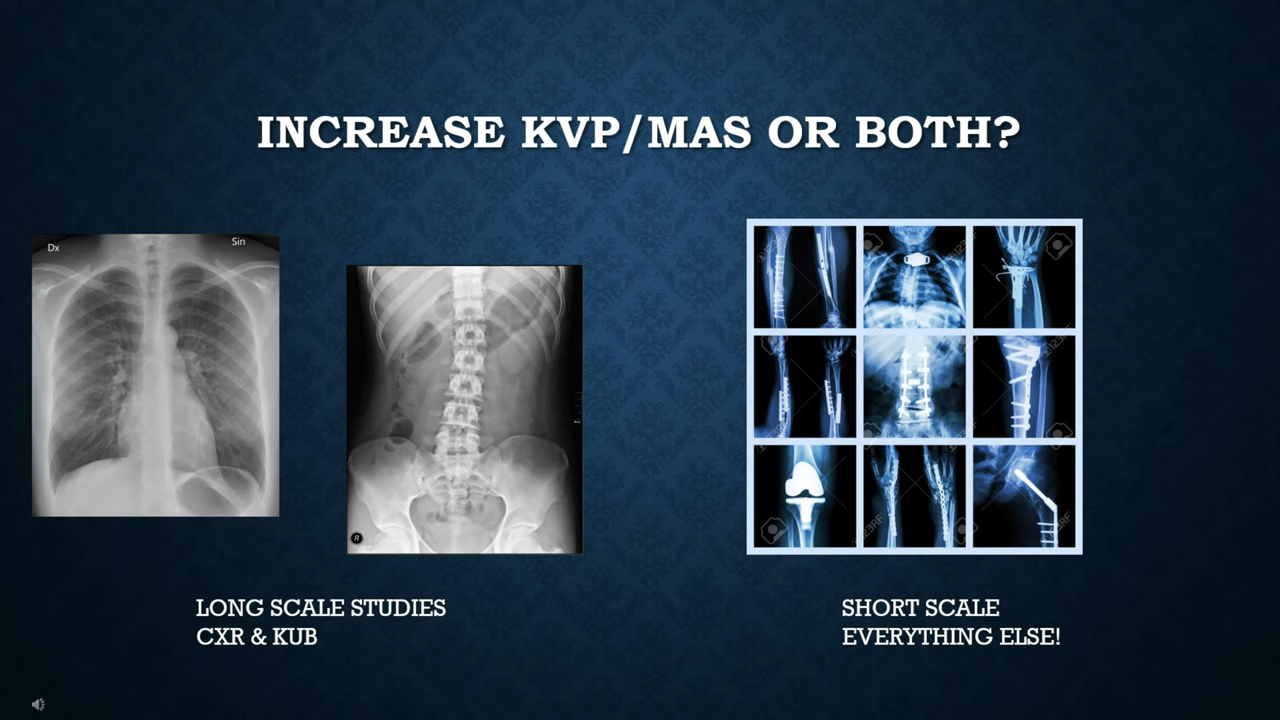 INCREASE KVP/MAS OR BOTH?
Dx
Sin
R
LONG SCALE STUDIES
CXR & KUB
SHORT SCALE
EVERYTHING ELSE!